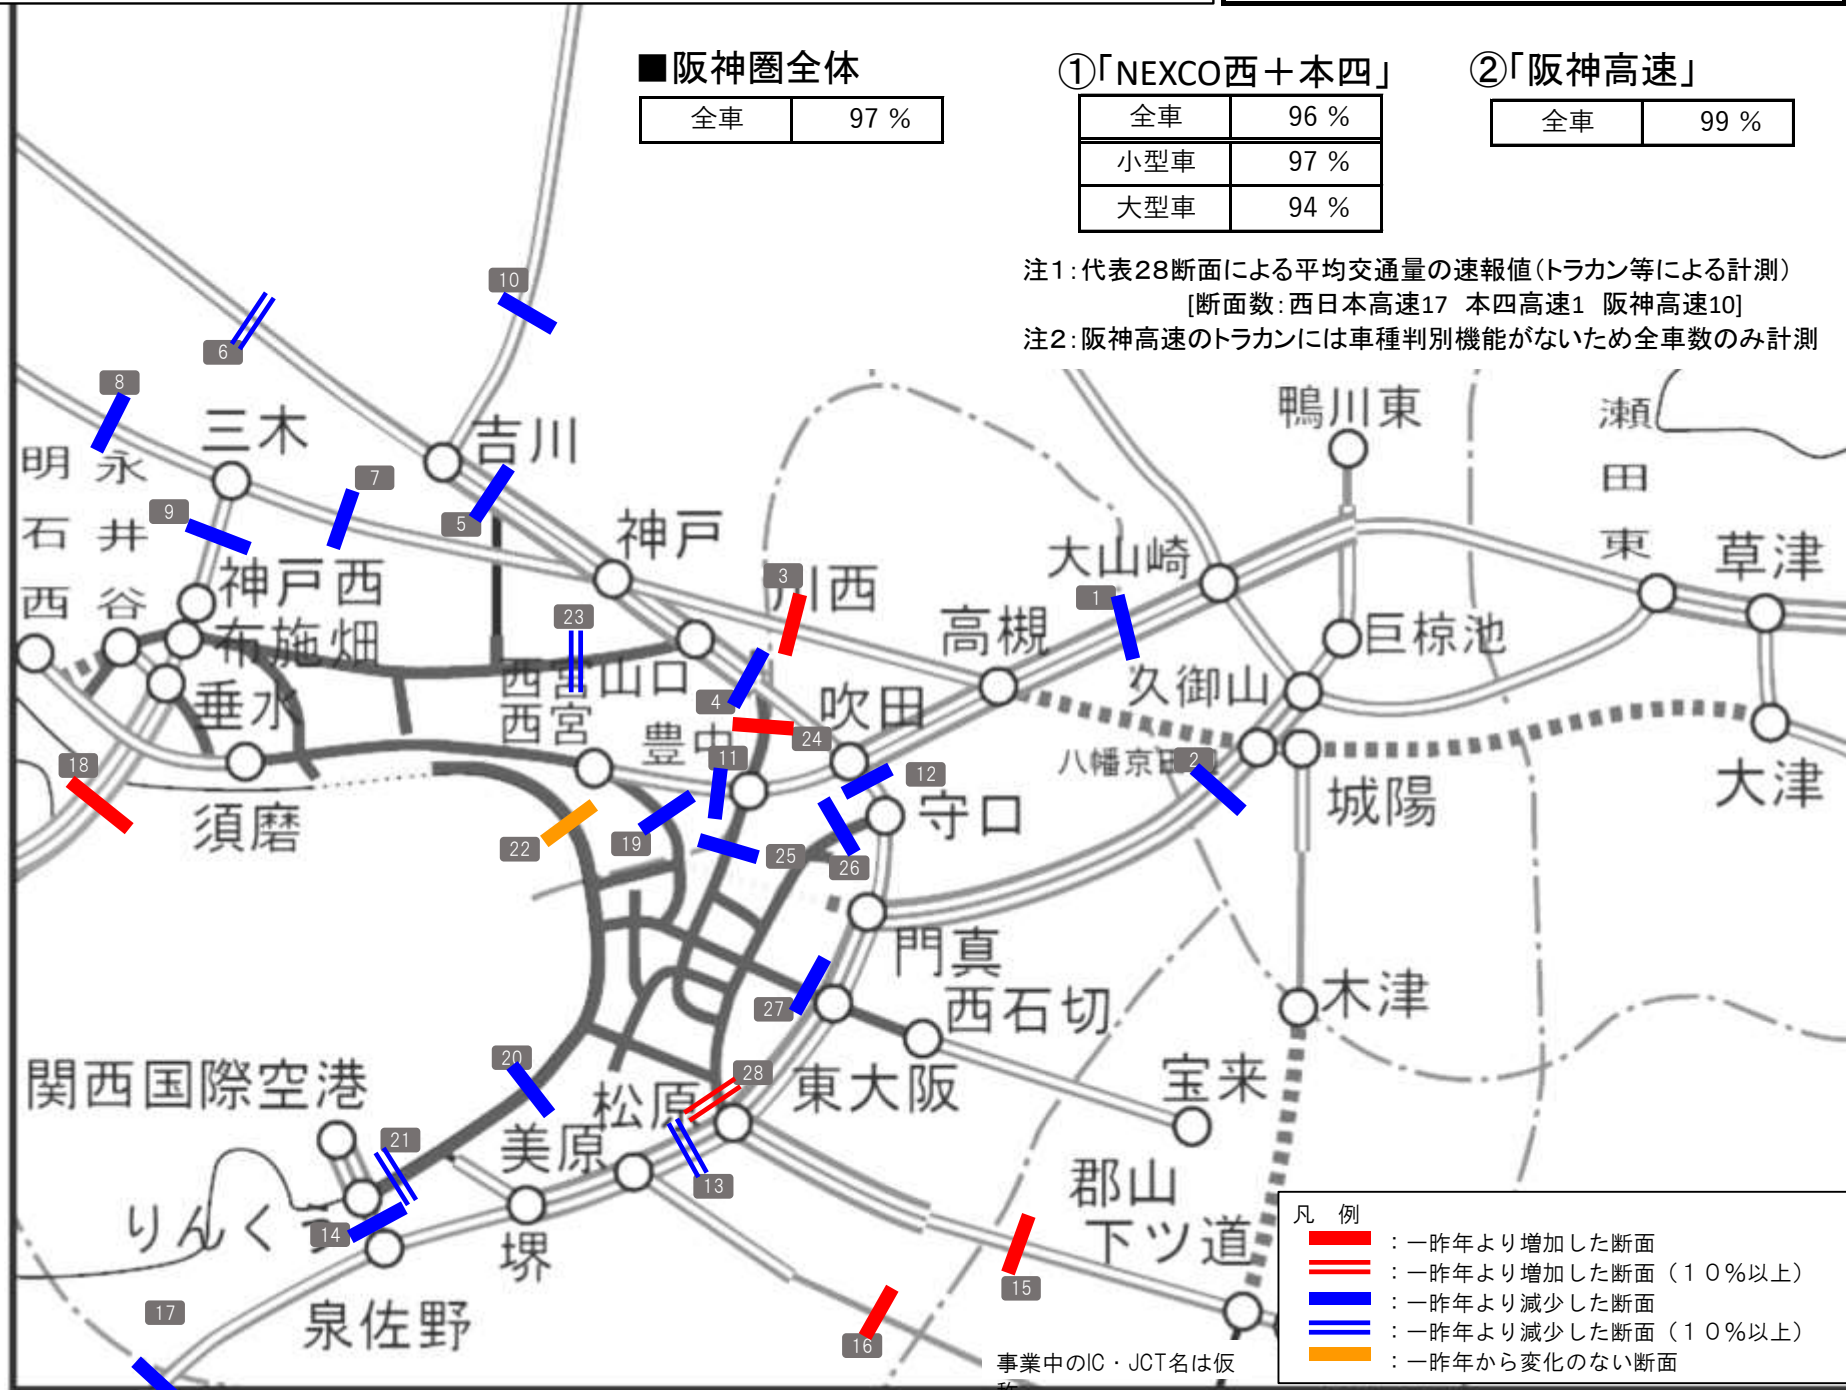 ■阪神圏全体
全車 97 %
①「NEXCO西＋本四」
全車 96 %
小型車 97 %
大型車 94 %
②「阪神高速」
全車 99 %
注１：代表２８断面による平均交通量の速報値（トラカン等による計測）
[断面数：西日本高速17 本四高速1 阪神高速10]
注２：阪神高速のトラカンには車種判別機能がないため全車数のみ計測
10
6
8
三木
吉川
鴨川東
瀬田東
明石西
永井谷
7
9
5
神戸
大山崎
草津
神戸西
3
川西
1
高槻
23
布施畑
巨椋池
西宮山口
久御山
4
垂水
西宮
吹田
豊中
24
11
18
12
八幡京田
2
城陽
大津
須磨
守口
22
19
25
26
門真
27
西石切
木津
20
関西国際空港
28
松原
東大阪
宝来
21
美原
13
郡山
下ツ道
りんくう
14
堺
15
17
泉佐野
16
事業中のIC・JCT名は仮
称
凡 例
：一昨年より増加した断面
：一昨年より増加した断面（１０％以上）
：一昨年より減少した断面
：一昨年より減少した断面（１０％以上）
：一昨年から変化のない断面